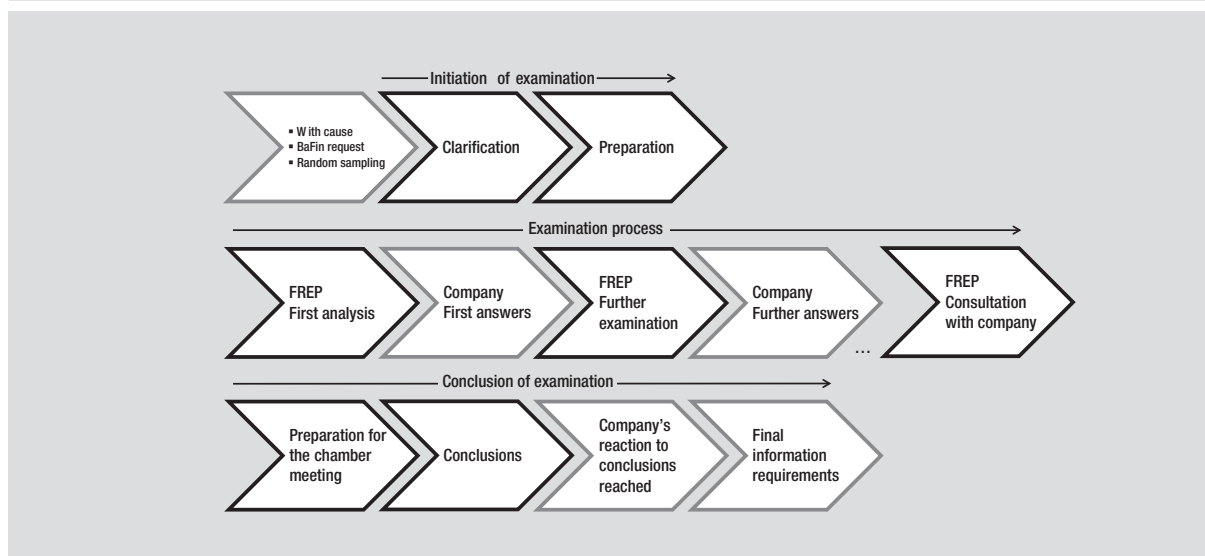 Initiation of examination
▪ With cause
▪ BaFin request
▪ Random sampling
Clarification
Preparation
Examination process
FREP
First analysis
Company
First answers
FREP
Further
examination
Company
Further answers
...
FREP
Consultation
with company
Conclusion of examination
Preparation for
the chamber
meeting
Conclusions
Company’s
reaction to
conclusions
reached
Final
information
requirements